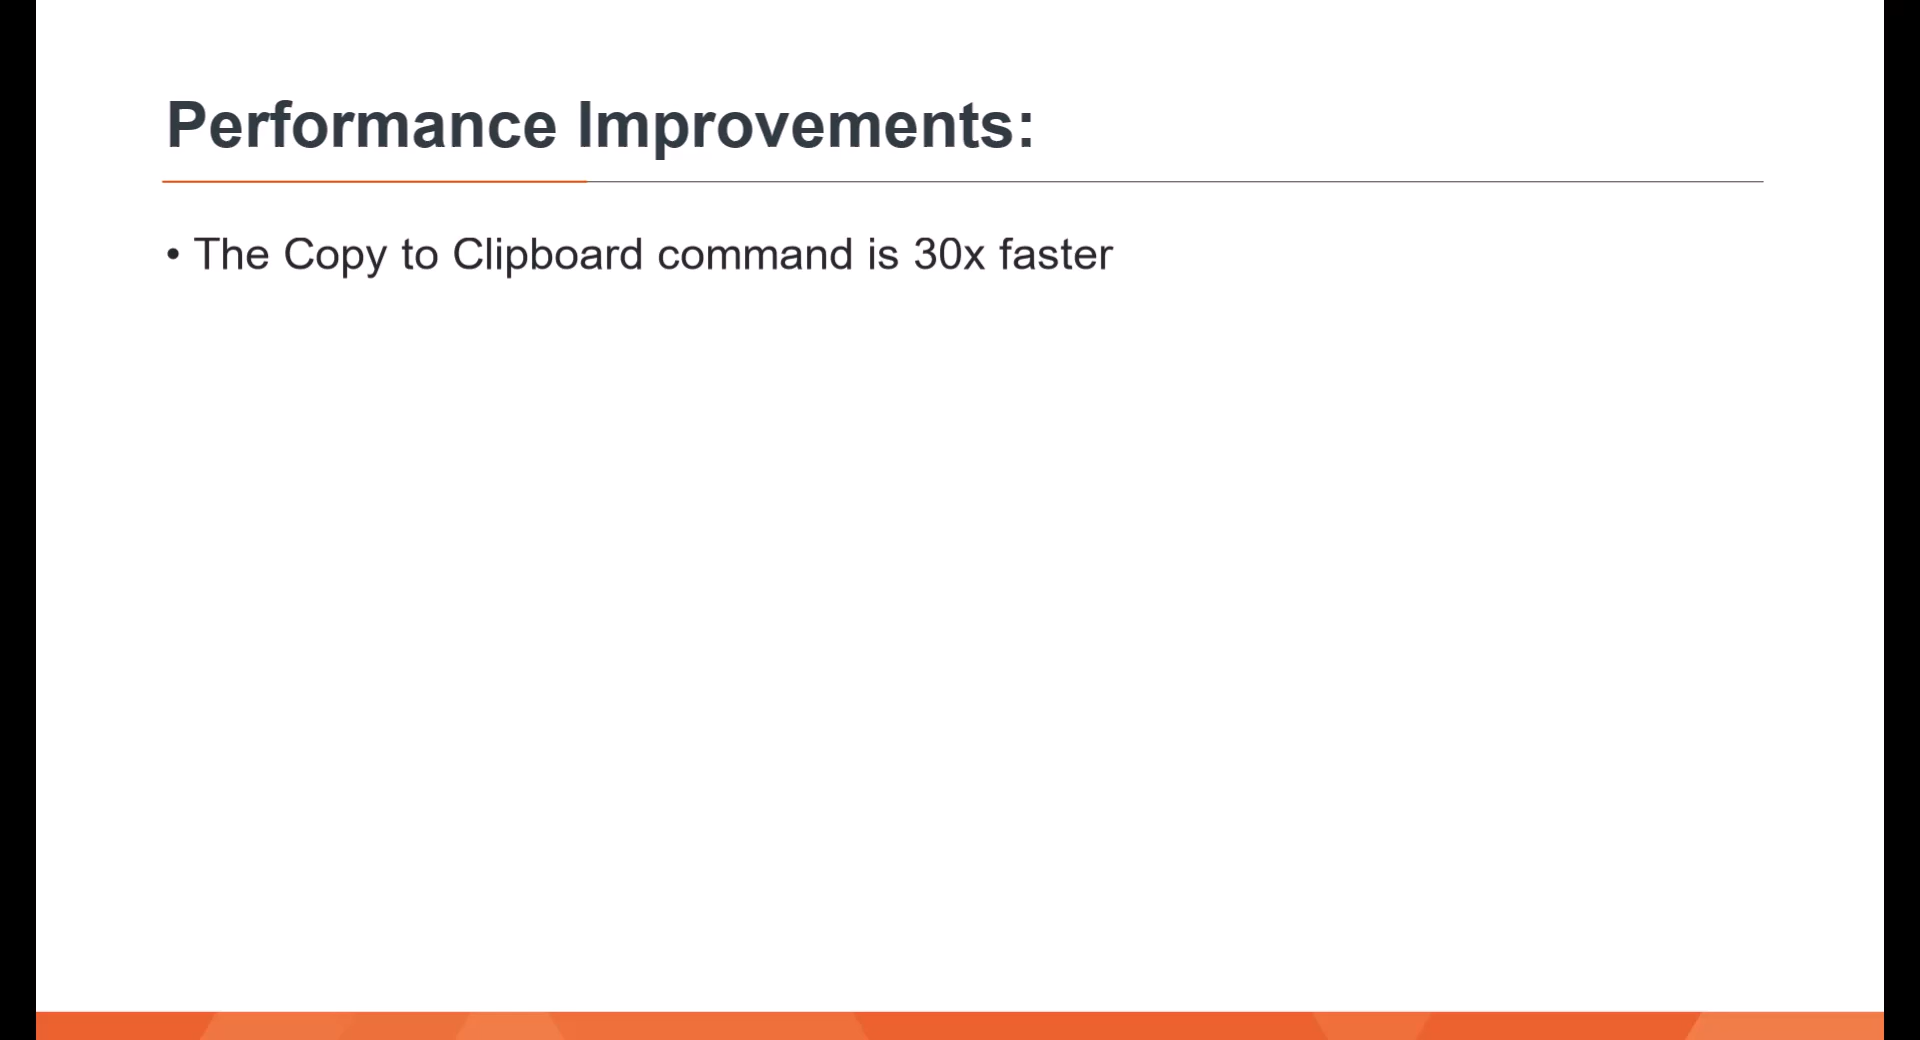 Performance Improvements:
• The Copy to Clipboard command is 30x faster